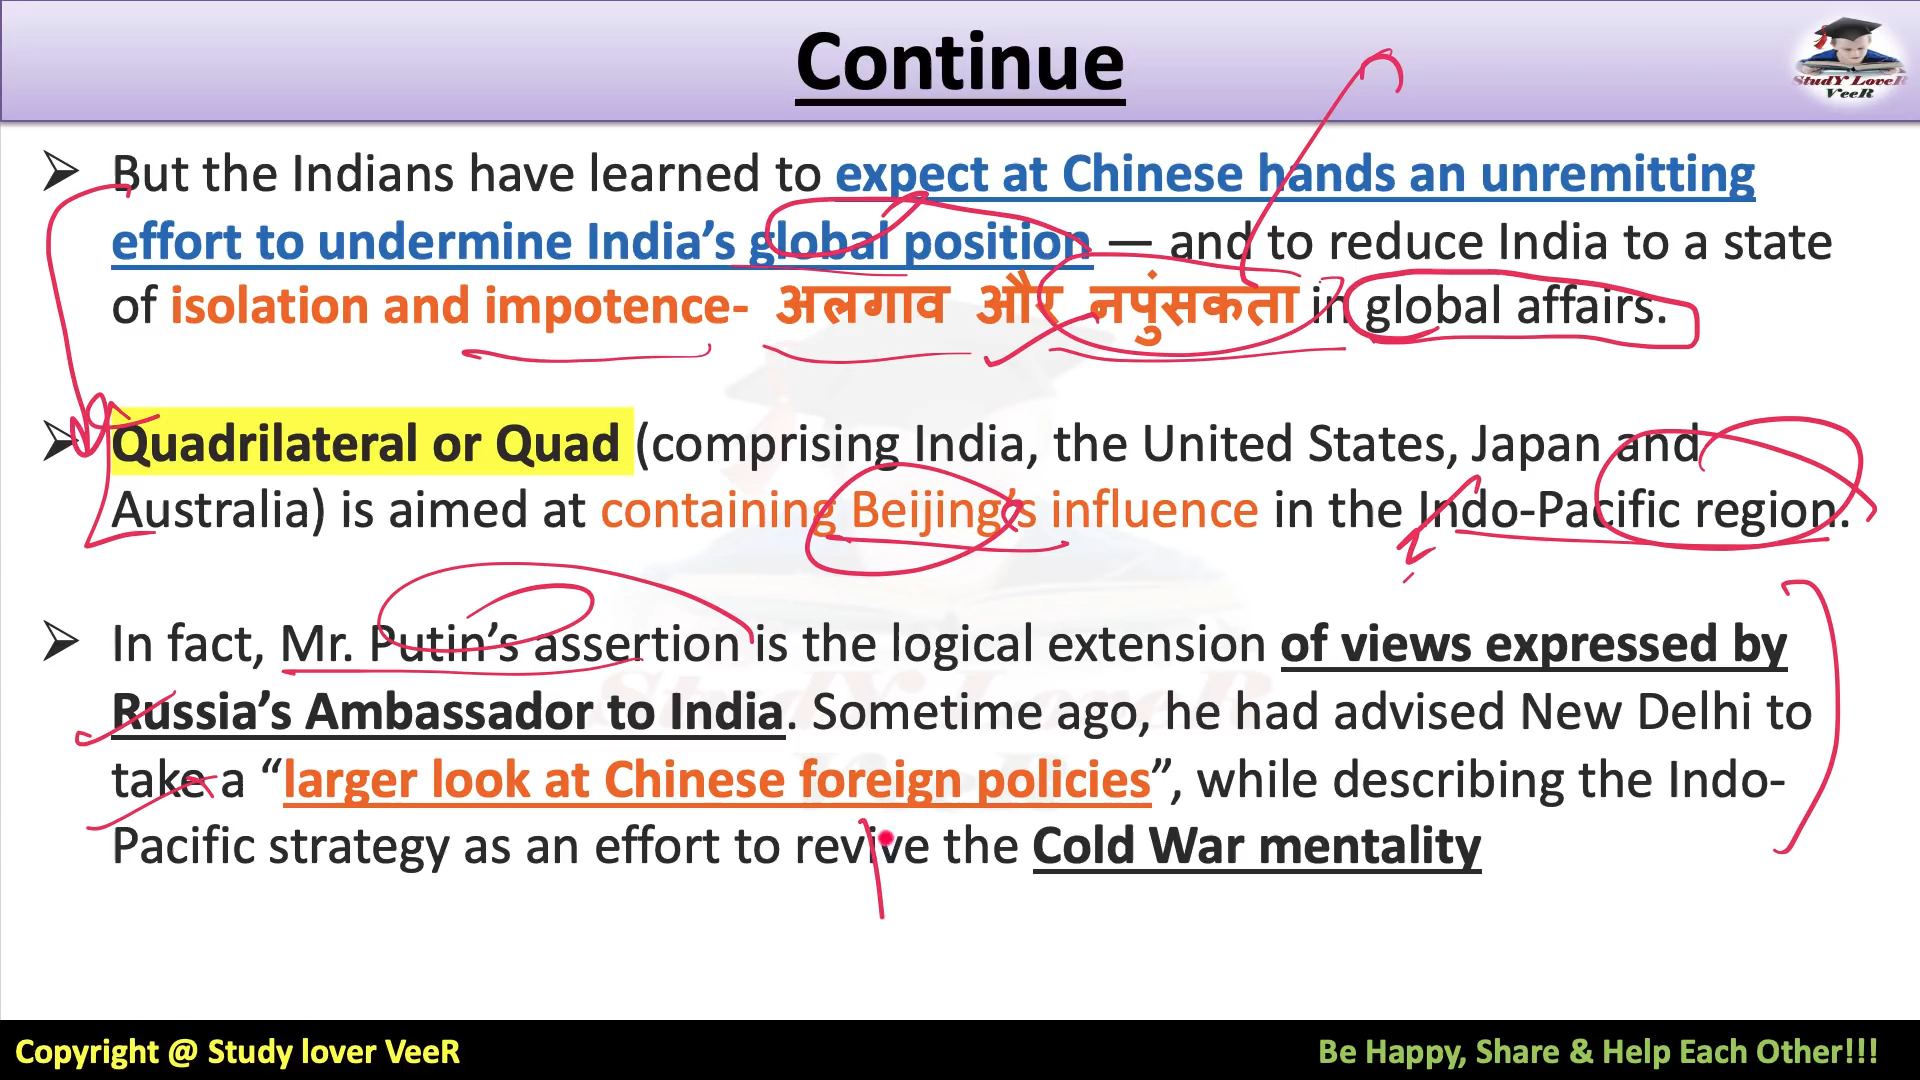 Continue
StudY LoveR
VeeR
➢ But the Indians have learned to expect at Chinese hands an unremitting
effort to undermine India’s global position — and to reduce India to a state
of isolation and impotence- अलगाव और नपुंसकता in global affairs.
➢ Quadrilateral or Quad (comprising India, the United States, Japan and
Australia) is aimed at containing Beijing’s influence in the Indo-Pacific region.
➢ In fact, Mr. Putin’s assertion is the logical extension of views expressed by
Russia’s Ambassador to India. Sometime ago, he had advised New Delhi to
take a “larger look at Chinese foreign policies”, while describing the Indo-
Pacific strategy as an effort to revive the Cold War mentality
StudY LoveR
VeeR
Copyright @ Study lover VeeR
Be Happy, Share & Help Each Other!!!